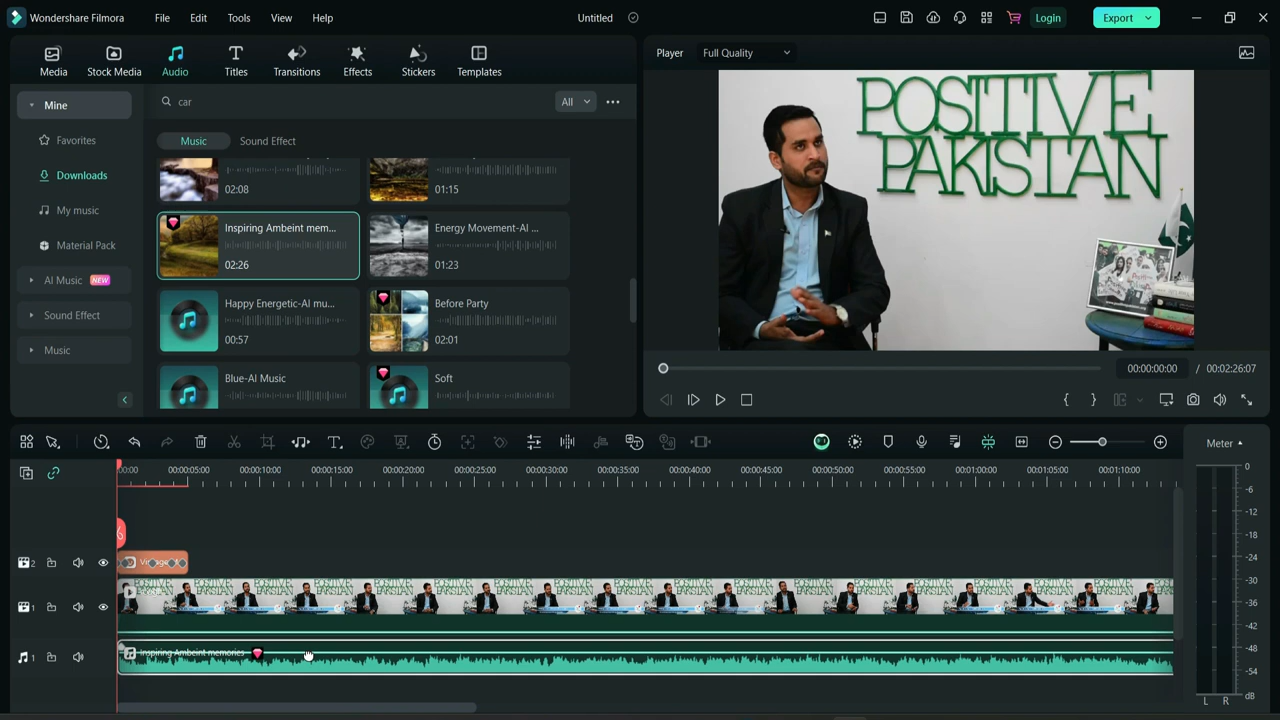 Wondershare Filmora File Edit Tools View Help Untitled Login Export
Media Stock Media Audio Titles Transitions Effects Stickers Templates
Player Full Quality
Mine
Favorites
Downloads
My music
Material Pack
AI Music NEW
Sound Effect
Music
car All
Music Sound Effect
02:08 01:15
Inspiring Ambeint mem... Energy Movement-AI ...
02:26 01:23
Happy Energetic-AI mu... Before Party
00:57 02:01
Blue-AI Music Soft
POSITIVE
PAKISTAN
00:00:00:00 / 00:02:26:07
Meter
:00:00 00:00:05:00 00:00:10:00 00:00:15:00 00:00:20:00 00:00:25:00 00:00:30:00 00:00:35:00 00:00:40:00 00:00:45:00 00:00:50:00 00:00:55:00 00:01:00:00 00:01:05:00 00:01:10:00
2
1
1
Inspiring Ambeint memories
0
-6
-12
-18
-24
-30
-36
-42
-48
-54
dB
L R